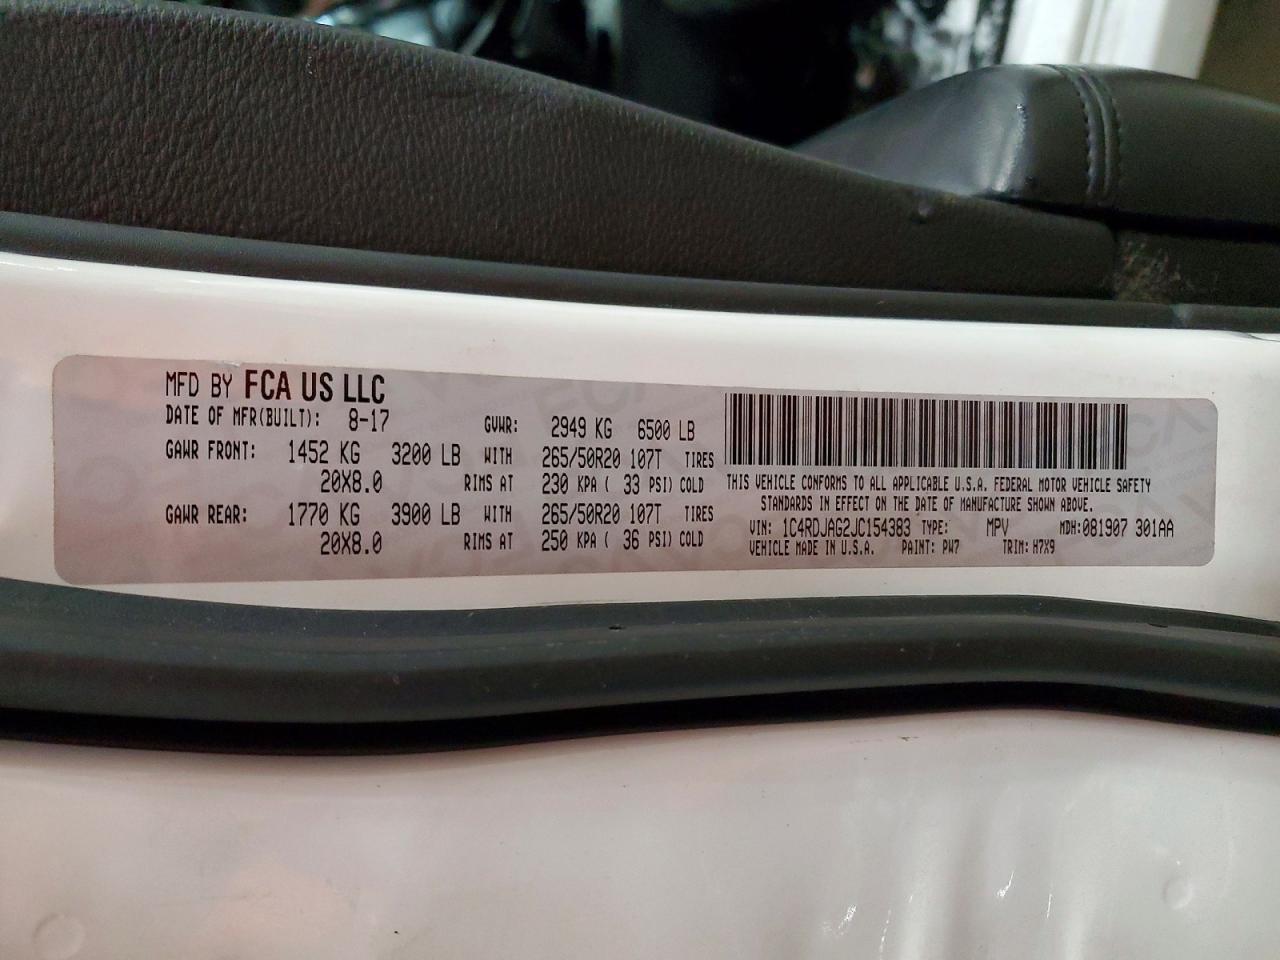 MFD BY FCA US LLC
DATE OF MFR(BUILT): 8-17 GVWR: 2949 KG 6500 LB
GAWR FRONT: 1452 KG 3200 LB WITH 265/50R20 107T TIRES
20X8.0 RIMS AT 230 KPA ( 33 PSI) COLD
GAWR REAR: 1770 KG 3900 LB WITH 265/50R20 107T TIRES
20X8.0 RIMS AT 250 KPA ( 36 PSI) COLD
THIS VEHICLE CONFORMS TO ALL APPLICABLE U.S.A. FEDERAL MOTOR VEHICLE SAFETY
STANDARDS IN EFFECT ON THE DATE OF MANUFACTURE SHOWN ABOVE.
VIN: 1C4RDJAG2JC154383 TYPE: MPV MDH: 081907 301AA
VEHICLE MADE IN U.S.A. PAINT: PW7 TRIM: H7X9